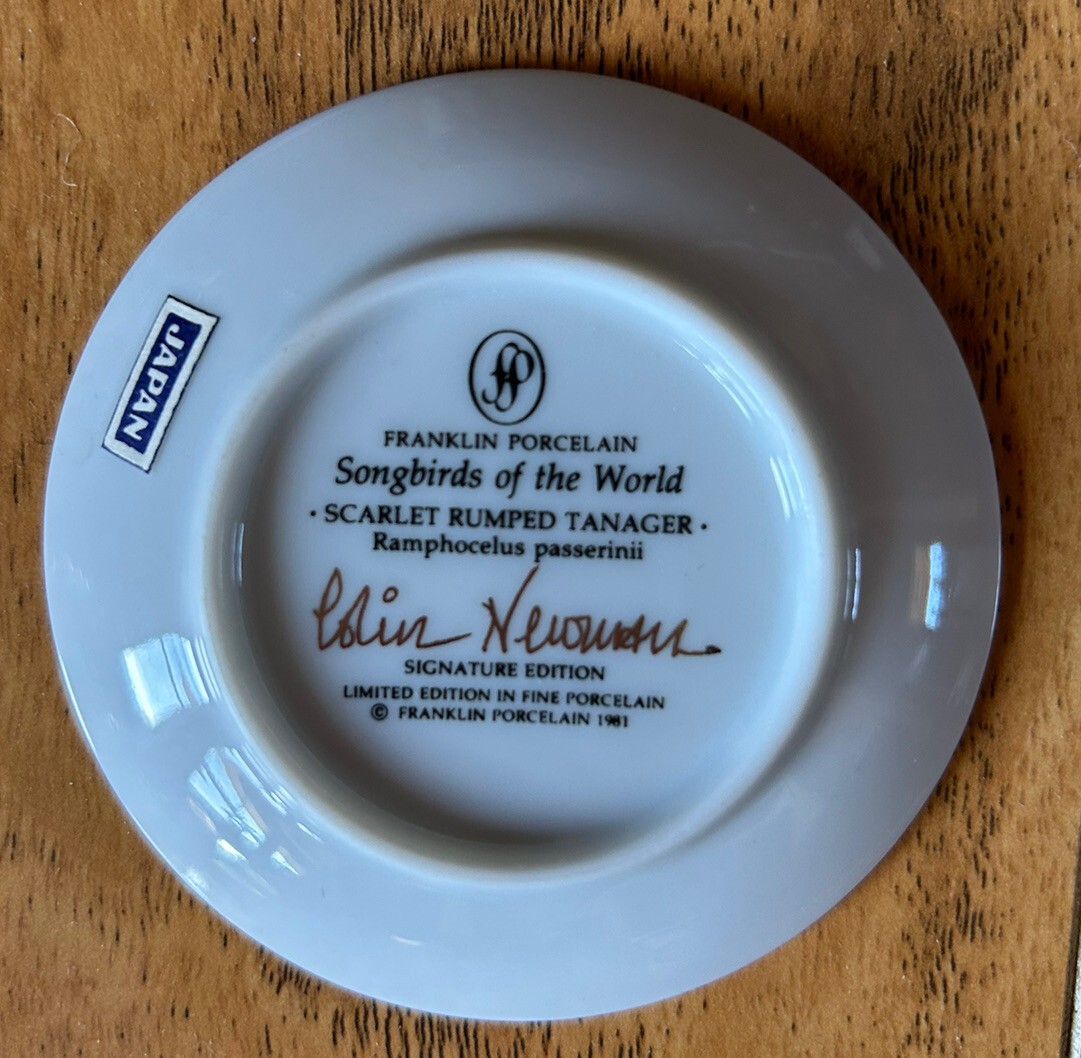 JAPAN
FP
FRANKLIN PORCELAIN
Songbirds of the World
· SCARLET RUMPED TANAGER ·
Ramphocelus passerinii
Colin Newman
SIGNATURE EDITION
LIMITED EDITION IN FINE PORCELAIN
© FRANKLIN PORCELAIN 1981